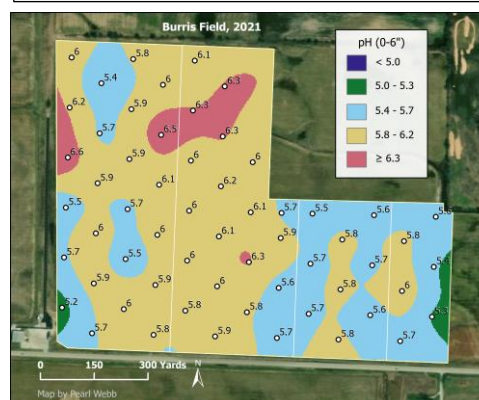 Burris Field, 2021
pH (0-6")
< 5.0
5.0 - 5.3
5.4 - 5.7
5.8 - 6.2
≥ 6.3
6 5.8 6.1
5.4 6 6.3
6.2 5.9 6.3
5.7 6.5 6.3
6.6 5.9 6 6
5.9 6.1 6.2
5.5 5.7 6 6.1 5.7 5.5 5.6
6 6 6.1 5.9 5.8 5.8
5.7 5.5 6 6.3 5.7 5.7
5.9 5.9 6 5.6 5.8 6
5.2 6 5.8 5.8 5.7 5.6
5.7 5.8 5.9 5.7 5.8 5.7
0 150 300 Yards
N
Map by Pearl Webb